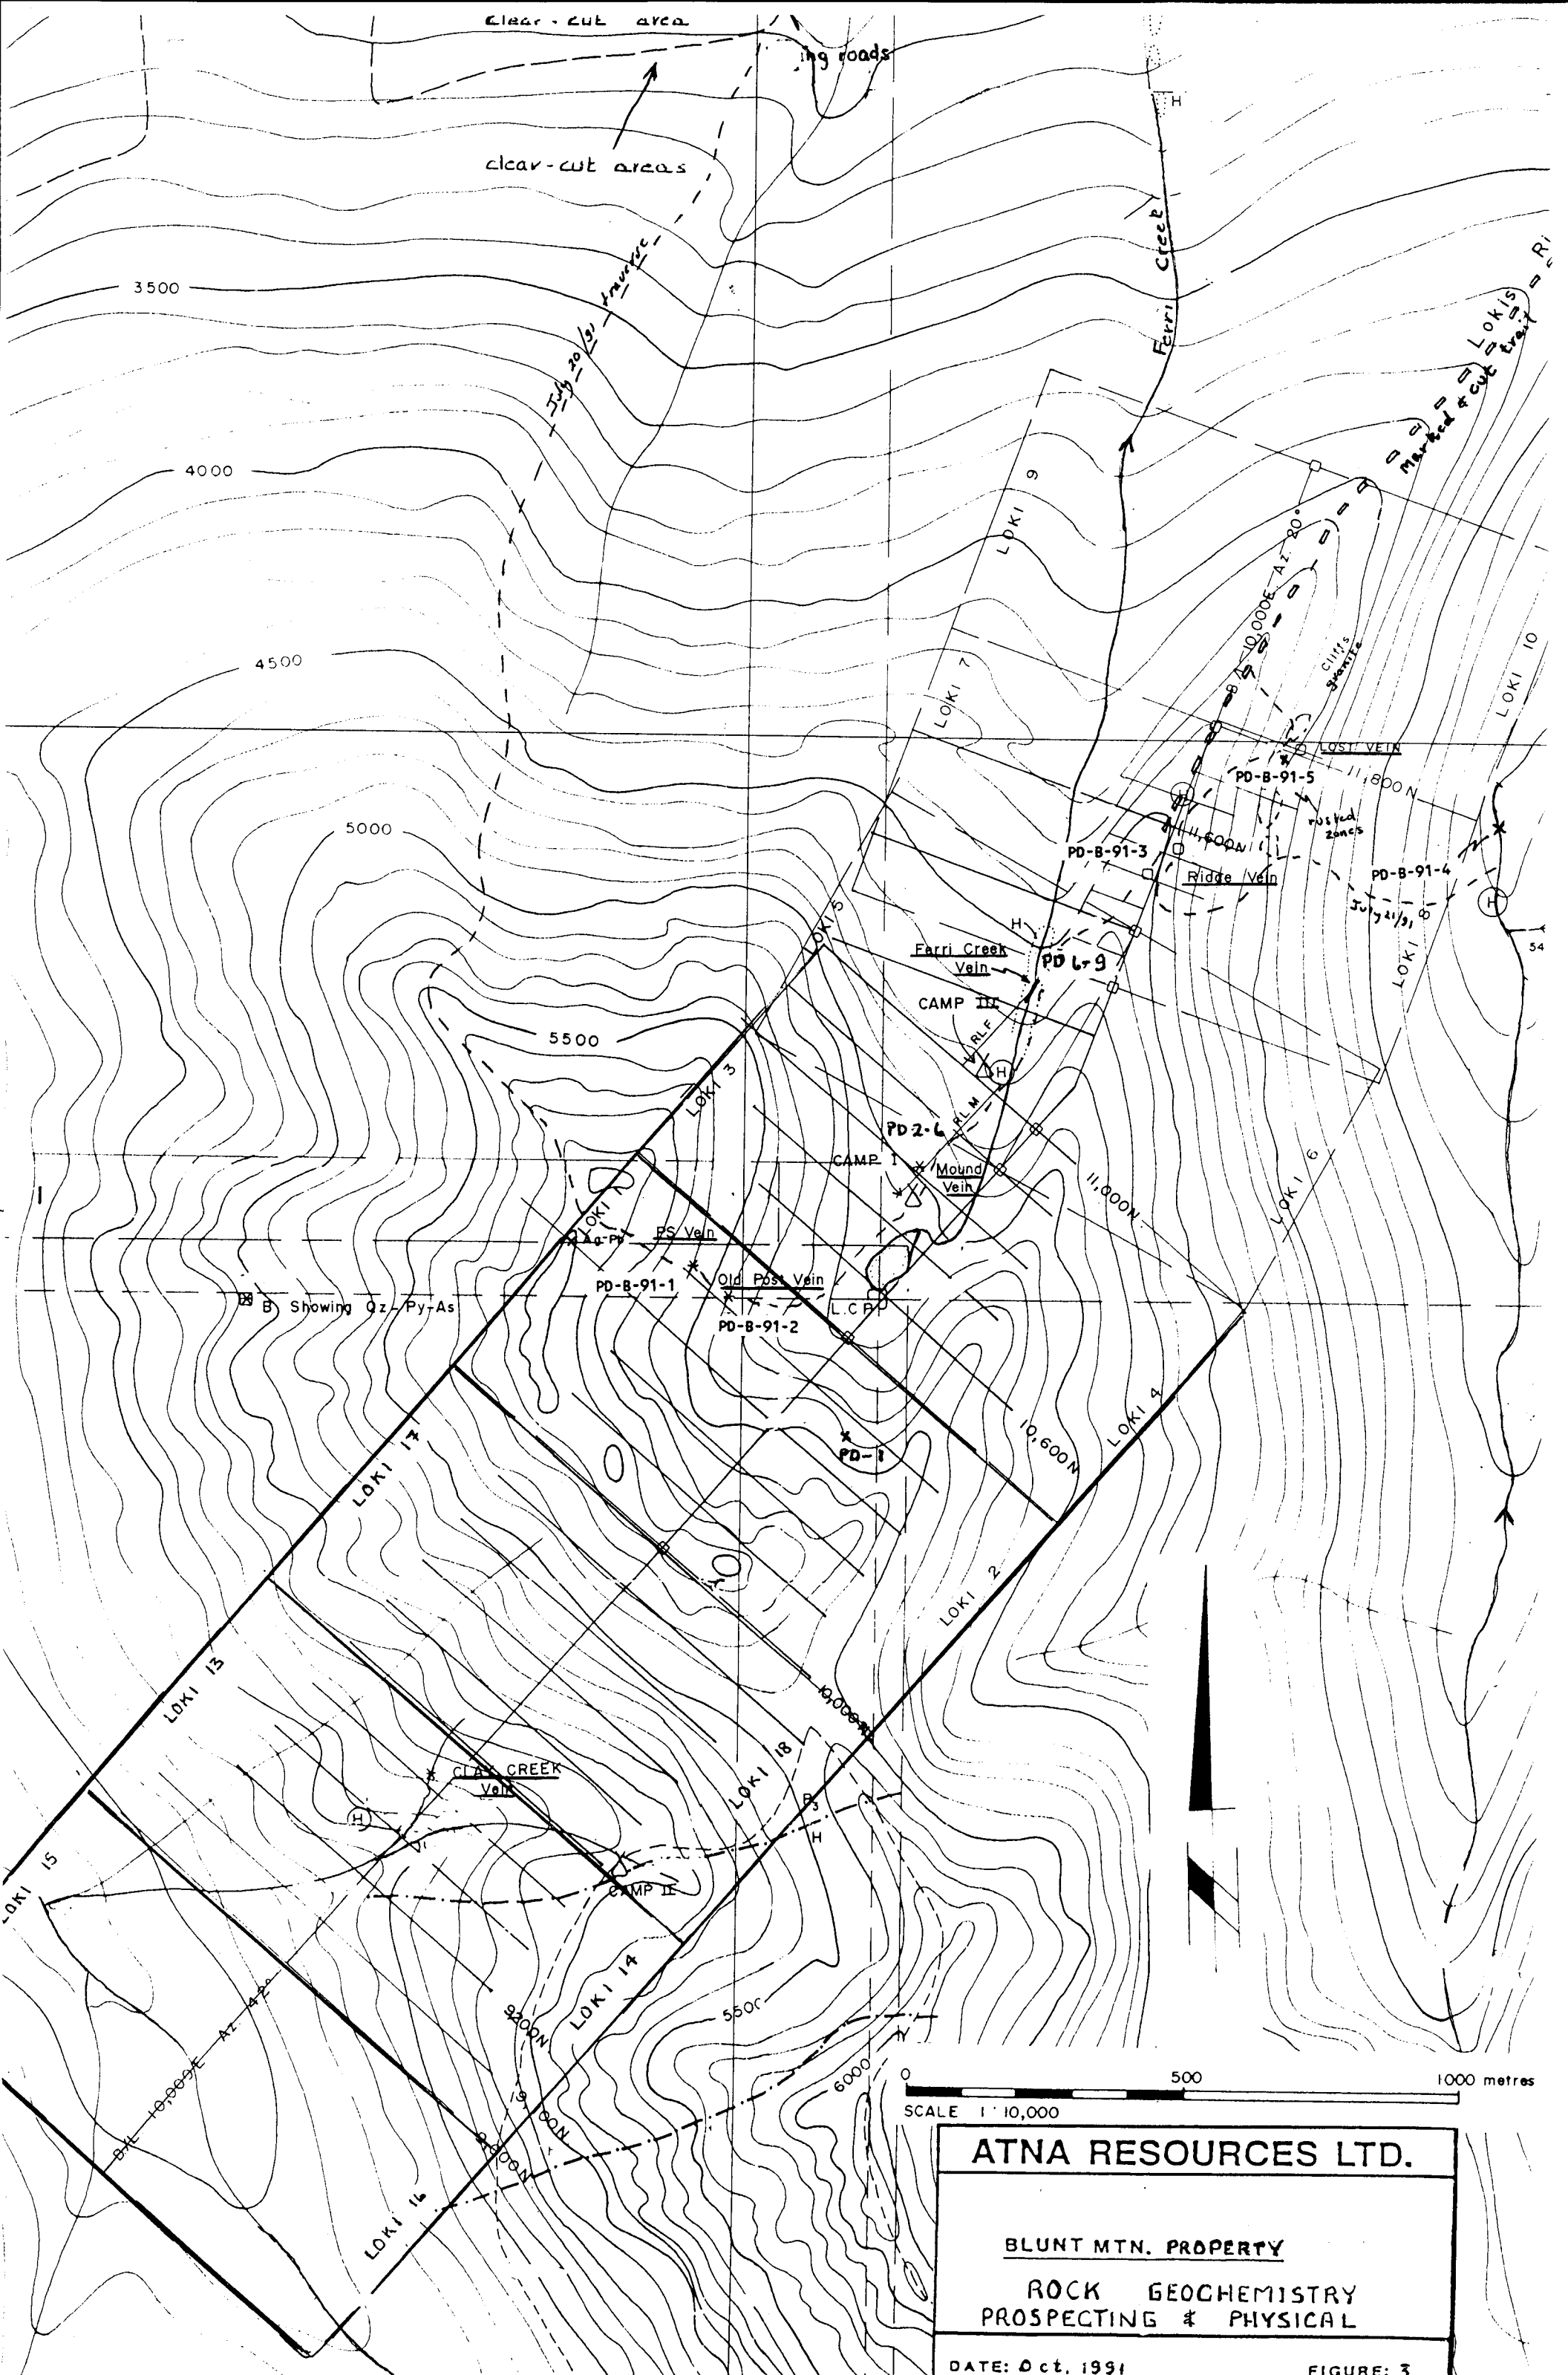 clear-cut area
ing roads
H
clear-cut areas
Ferri Creek
July 20/91 traverse
3500
Lokis
Marked & cut trail
4000
LOKI 9
B/L 10,000E Az. 20°
4500
LOKI 7
Cliffs granite
LOKI 10
LOST VEIN
PD-B-91-5
11,800N
rusted zones
5000
11,600N
PD-B-91-3
PD-B-91-4
Ridge Vein
July 21/91
H
LOKI 8
LOKI 5
H
Ferri Creek
Vein
PD 6-9
54
CAMP III
5500
RLF
H
LOKI 3
RLM
PD 2-6
CAMP I
Mound
Vein
11,000N
LOKI 6
LOKI 1
Ag-Pb
PS Vein
PD-B-91-1
Old Post Vein
B Showing Qz-Py-As
L.C.P.
PD-B-91-2
LOKI 4
10,600N
PD-1
LOKI 17
LOKI 2
LOKI 13
10,000N
CLAY CREEK
Vein
LOKI 18
H
H
LOKI 15
CAMP II
LOKI 14
B/L 10,000E Az 42°
9200N
5500
6000
0 500 1000 metres
SCALE 1:10,000
LOKI 16
ATNA RESOURCES LTD.
BLUNT MTN. PROPERTY
ROCK GEOCHEMISTRY
PROSPECTING & PHYSICAL
DATE: Oct. 1991 FIGURE: 3